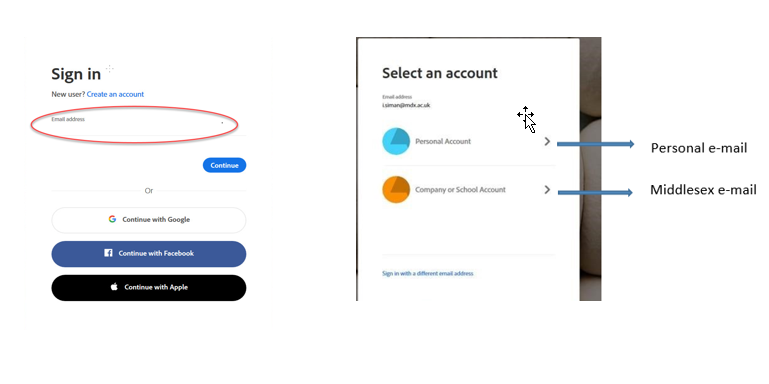 Sign in
New user? Create an account
Email address
Continue
Or
Continue with Google
Continue with Facebook
Continue with Apple
Select an account
Email address
i.siman@mdx.ac.uk
Personal Account
Company or School Account
Sign in with a different email address
Personal e-mail
Middlesex e-mail